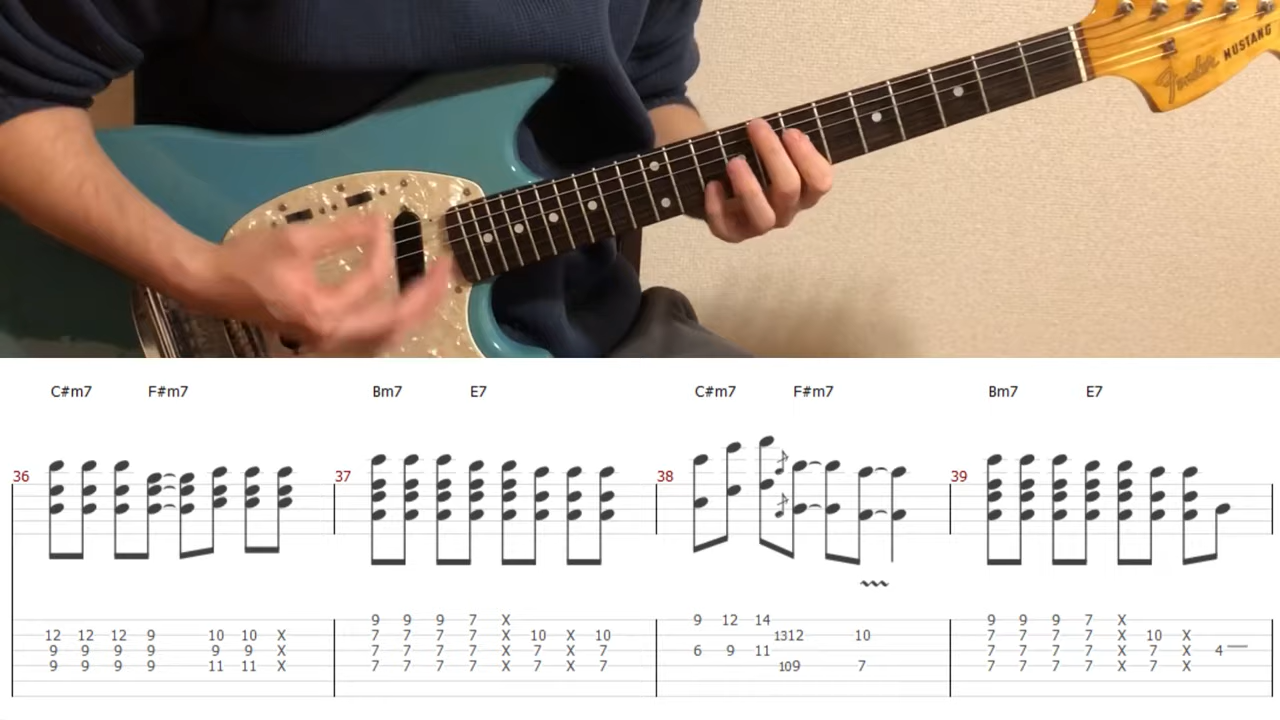 Fender MUSTANG
C#m7 F#m7 Bm7 E7 C#m7 F#m7 Bm7 E7
36 37 38 39
9 9 9 7 X 9 12 14 9 9 9 7 X
12 12 12 9 10 10 X 7 7 7 7 X 10 X 10 1312 10 7 7 7 7 X 10 X
9 9 9 9 9 9 X 7 7 7 7 X 7 X 7 6 9 11 7 7 7 7 X 7 X 4
9 9 9 9 11 11 X 7 7 7 7 X 7 X 7 109 7 7 7 7 7 X 7 X